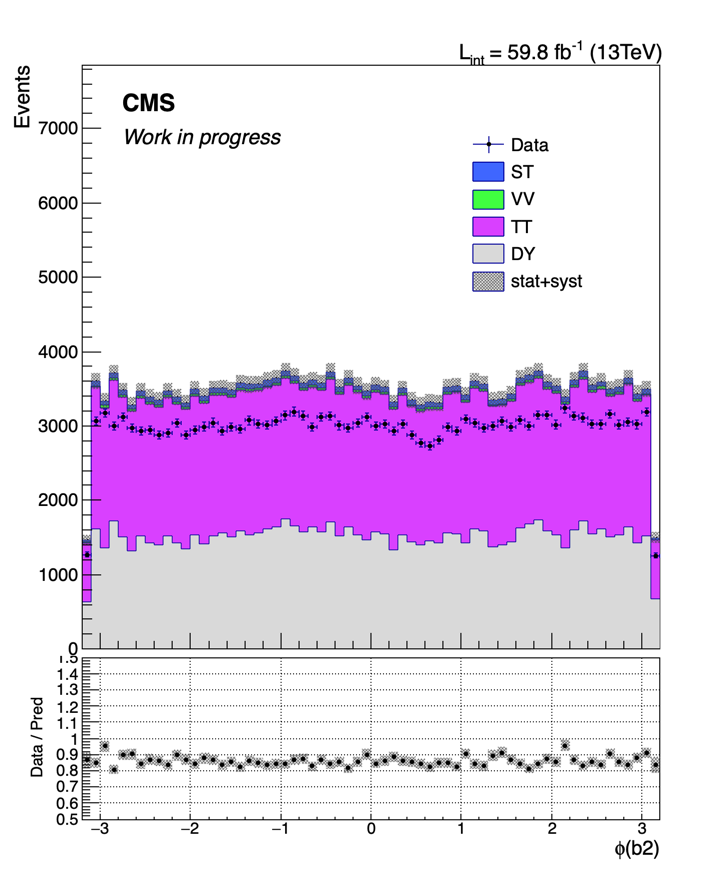 L_int = 59.8 fb⁻¹ (13TeV)
Events
CMS
Work in progress
7000
6000
5000
4000
3000
2000
1000
0
Data
ST
VV
TT
DY
stat+syst
Data / Pred
1.5
1.4
1.3
1.2
1.1
1
0.9
0.8
0.7
0.6
0.5
−3 −2 −1 0 1 2 3
ϕ(b2)